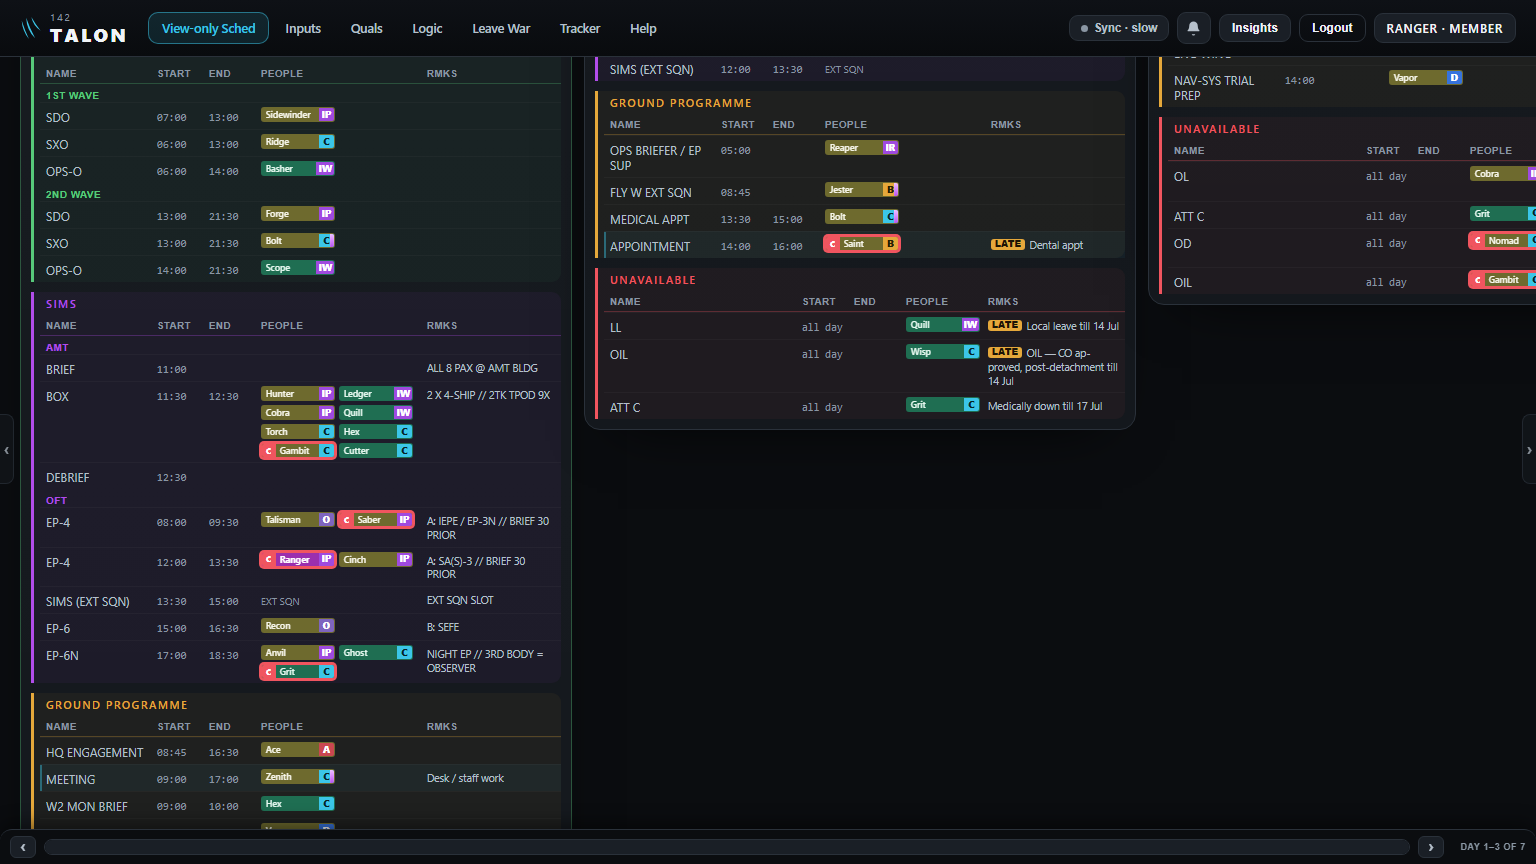 142
TALON
View-only Sched
Inputs
Quals
Logic
Leave War
Tracker
Help
Sync · slow
Insights
Logout
RANGER · MEMBER
NAME START END PEOPLE RMKS
1ST WAVE
SDO 07:00 13:00 Sidewinder IP
SXO 06:00 13:00 Ridge C
OPS-O 06:00 14:00 Basher IW
2ND WAVE
SDO 13:00 21:30 Forge IP
SXO 13:00 21:30 Bolt C
OPS-O 14:00 21:30 Scope IW
SIMS
NAME START END PEOPLE RMKS
AMT
BRIEF 11:00 ALL 8 PAX @ AMT BLDG
BOX 11:30 12:30 Hunter IP Ledger IW 2 X 4-SHIP // 2TK TPOD 9X
Cobra IP Quill IW
Torch C Hex C
C Gambit C Cutter C
DEBRIEF 12:30
OFT
EP-4 08:00 09:30 Talisman O C Saber IP A: IEPE / EP-3N // BRIEF 30
PRIOR
EP-4 12:00 13:30 C Ranger IP Cinch IP A: SA(S)-3 // BRIEF 30
PRIOR
SIMS (EXT SQN) 13:30 15:00 EXT SQN EXT SQN SLOT
EP-6 15:00 16:30 Recon O B: SEFE
EP-6N 17:00 18:30 Anvil IP Ghost C NIGHT EP // 3RD BODY =
C Grit C OBSERVER
GROUND PROGRAMME
NAME START END PEOPLE RMKS
HQ ENGAGEMENT 08:45 16:30 Ace A
MEETING 09:00 17:00 Zenith C Desk / staff work
W2 MON BRIEF 09:00 10:00 Hex C
SIMS (EXT SQN) 12:00 13:30 EXT SQN
GROUND PROGRAMME
NAME START END PEOPLE RMKS
OPS BRIEFER / EP 05:00 Reaper IR
SUP
FLY W EXT SQN 08:45 Jester B
MEDICAL APPT 13:30 15:00 Bolt C
APPOINTMENT 14:00 16:00 C Saint B LATE Dental appt
UNAVAILABLE
NAME START END PEOPLE RMKS
LL all day Quill IW LATE Local leave till 14 Jul
OIL all day Wisp C LATE OIL — CO ap-
proved, post-detachment till
14 Jul
ATT C all day Grit C Medically down till 17 Jul
NAV-SYS TRIAL 14:00 Vapor D
PREP
UNAVAILABLE
NAME START END PEOPLE
OL all day Cobra
ATT C all day Grit
OD all day C Nomad
OIL all day C Gambit
DAY 1–3 OF 7